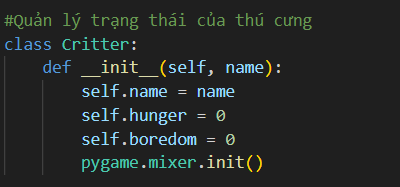 #Quản lý trạng thái của thú cưng
class Critter:
    def __init__(self, name):
        self.name = name
        self.hunger = 0
        self.boredom = 0
        pygame.mixer.init()